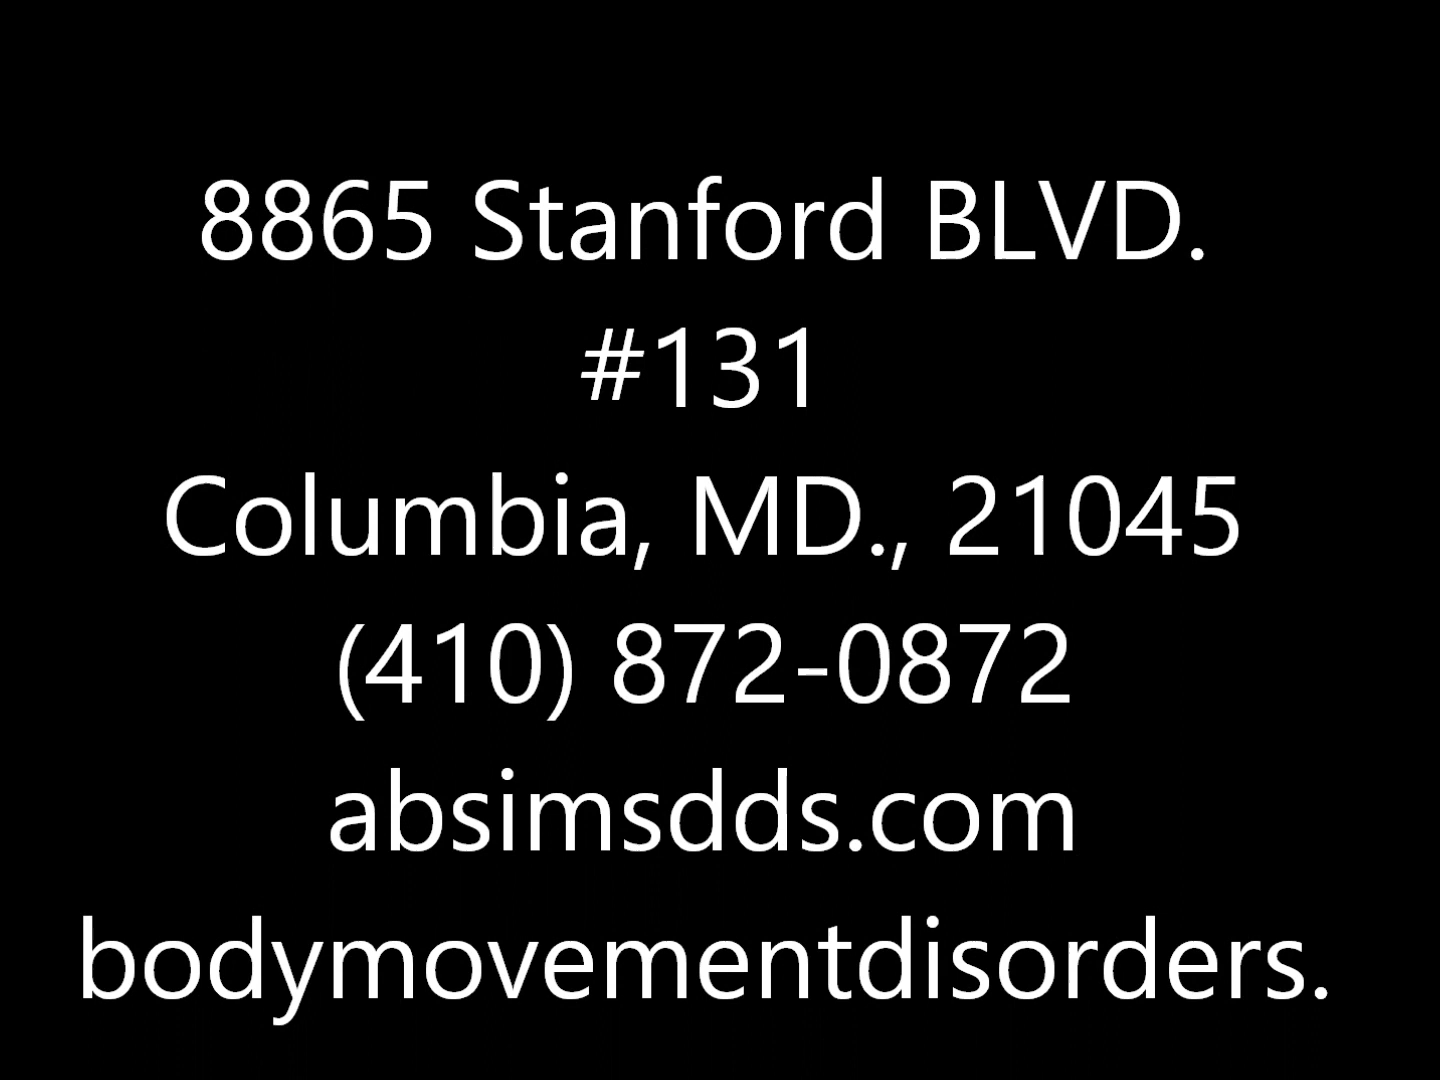 8865 Stanford BLVD.
#131
Columbia, MD., 21045
(410) 872-0872
absimsdds.com
bodymovementdisorders.